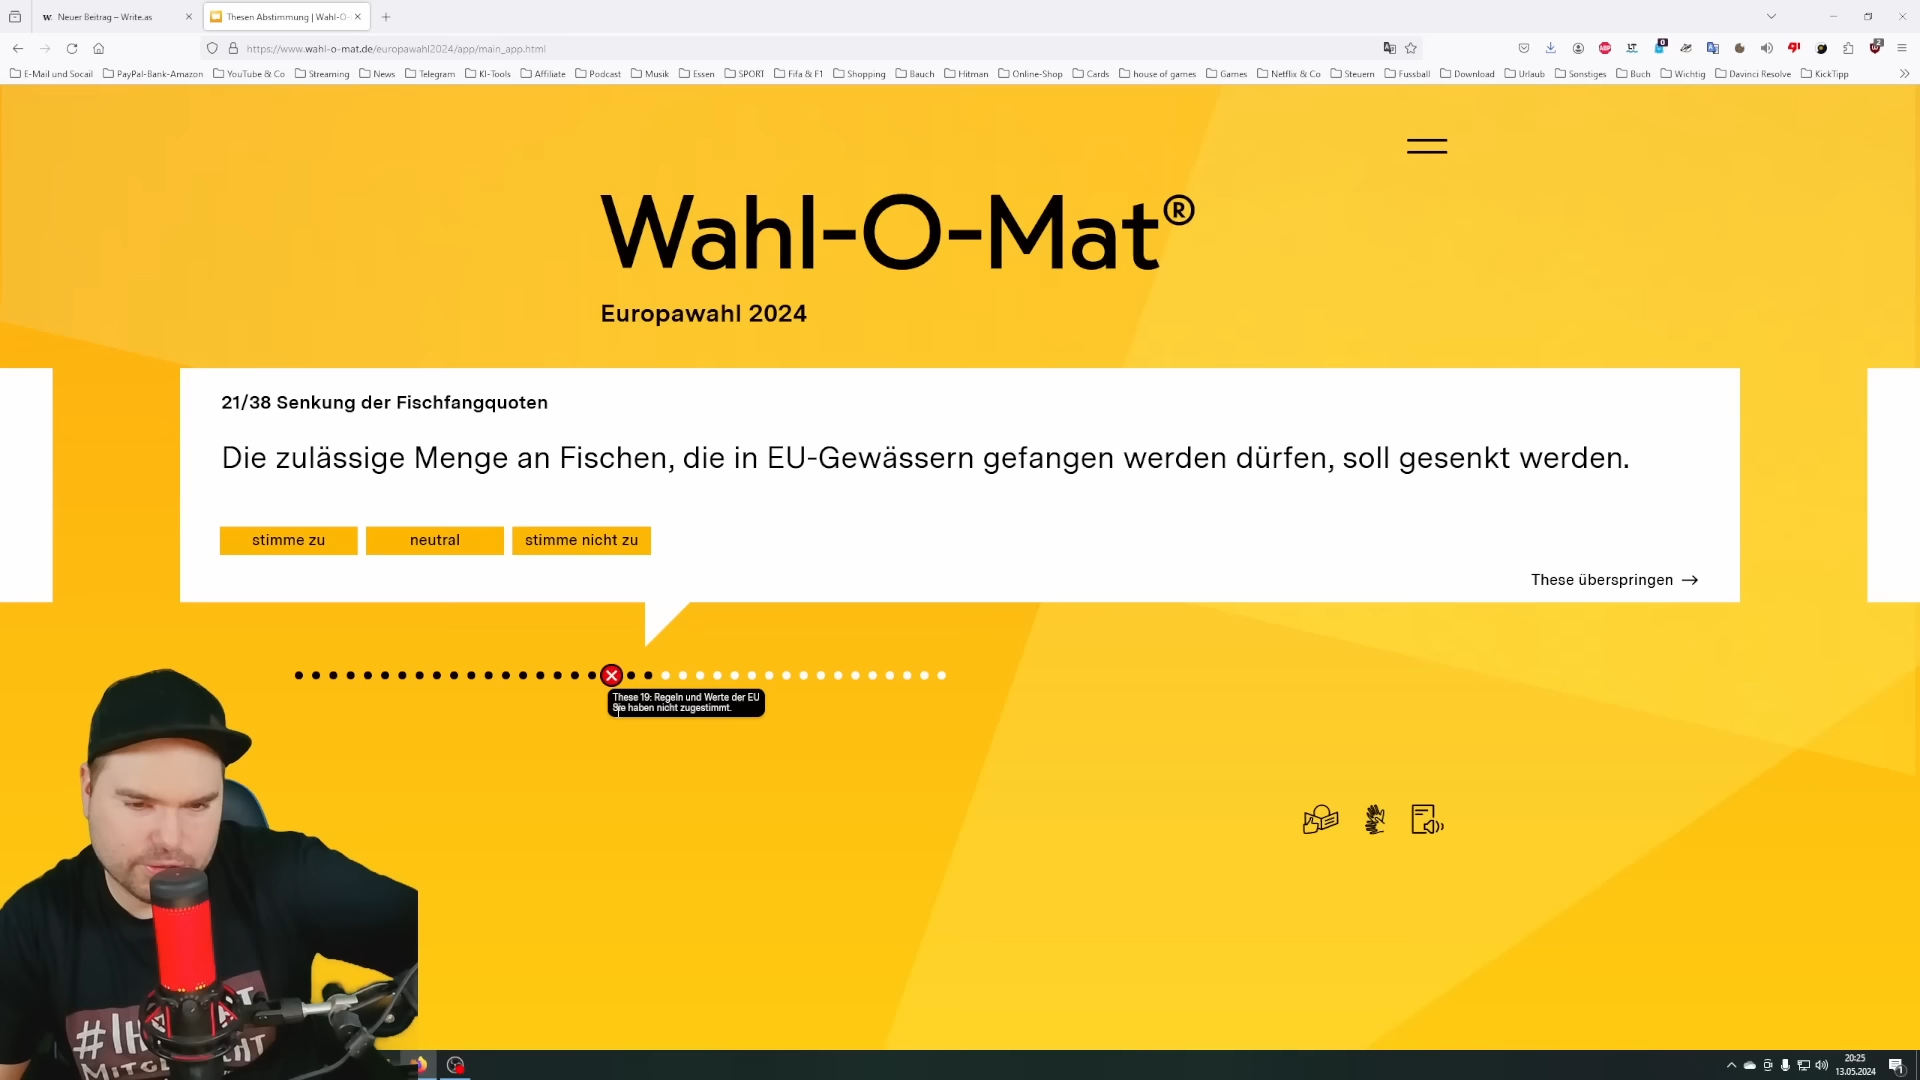 Neuer Beitrag – Write.as
Thesen Abstimmung | Wahl-O-
https://www.wahl-o-mat.de/europawahl2024/app/main_app.html
E-Mail und Socail PayPal-Bank-Amazon YouTube & Co Streaming News Telegram KI-Tools Affiliate Podcast Musik Essen SPORT Fifa & F1 Shopping Bauch Hitman Online-Shop Cards house of games Games Netflix & Co Steuern Fussball Download Urlaub Sonstiges Buch Wichtig Davinci Resolve KickTipp
Wahl-O-Mat®
Europawahl 2024
21/38 Senkung der Fischfangquoten
Die zulässige Menge an Fischen, die in EU-Gewässern gefangen werden dürfen, soll gesenkt werden.
stimme zu neutral stimme nicht zu
These überspringen
These 19: Regeln und Werte der EU
Sie haben nicht zugestimmt.
20:25
13.05.2024